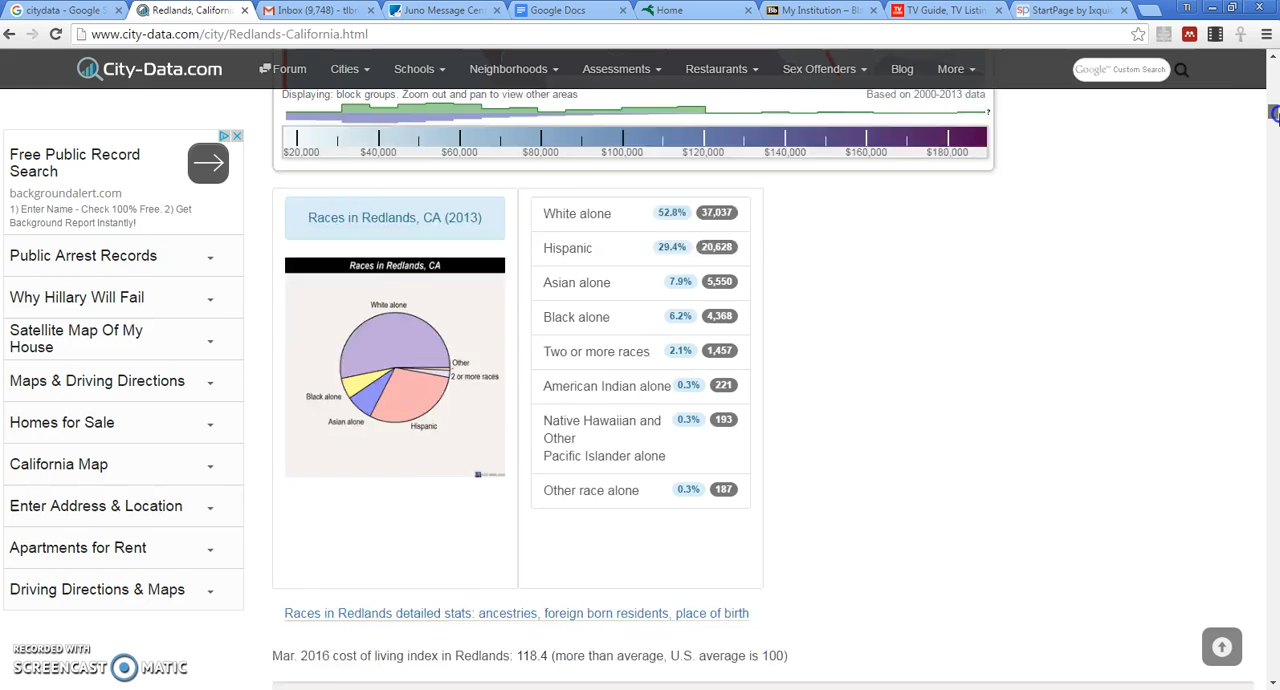 citydata - Google S
Redlands, Californi
Inbox (9,748) - tlbr
Juno Message Cen
Google Docs
Home
My Institution – Bl
TV Guide, TV Listin
StartPage by Ixquic
Tl
www.city-data.com/city/Redlands-California.html
City-Data.com
Forum
Cities
Schools
Neighborhoods
Assessments
Restaurants
Sex Offenders
Blog
More
Google™ Custom Search
Displaying: block groups. Zoom out and pan to view other areas
Based on 2000-2013 data
?
$20,000 $40,000 $60,000 $80,000 $100,000 $120,000 $140,000 $160,000 $180,000
Free Public Record
Search
backgroundalert.com
1) Enter Name - Check 100% Free. 2) Get
Background Report Instantly!
Public Arrest Records
Why Hillary Will Fail
Satellite Map Of My
House
Maps & Driving Directions
Homes for Sale
California Map
Enter Address & Location
Apartments for Rent
Driving Directions & Maps
RECORDED WITH
SCREENCAST MATIC
Races in Redlands, CA (2013)
Races in Redlands, CA
White alone
Other
2 or more races
Black alone
Asian alone
Hispanic
White alone 52.8% 37,037
Hispanic 29.4% 20,628
Asian alone 7.9% 5,550
Black alone 6.2% 4,368
Two or more races 2.1% 1,457
American Indian alone 0.3% 221
Native Hawaiian and 0.3% 193
Other
Pacific Islander alone
Other race alone 0.3% 187
Races in Redlands detailed stats: ancestries, foreign born residents, place of birth
Mar. 2016 cost of living index in Redlands: 118.4 (more than average, U.S. average is 100)